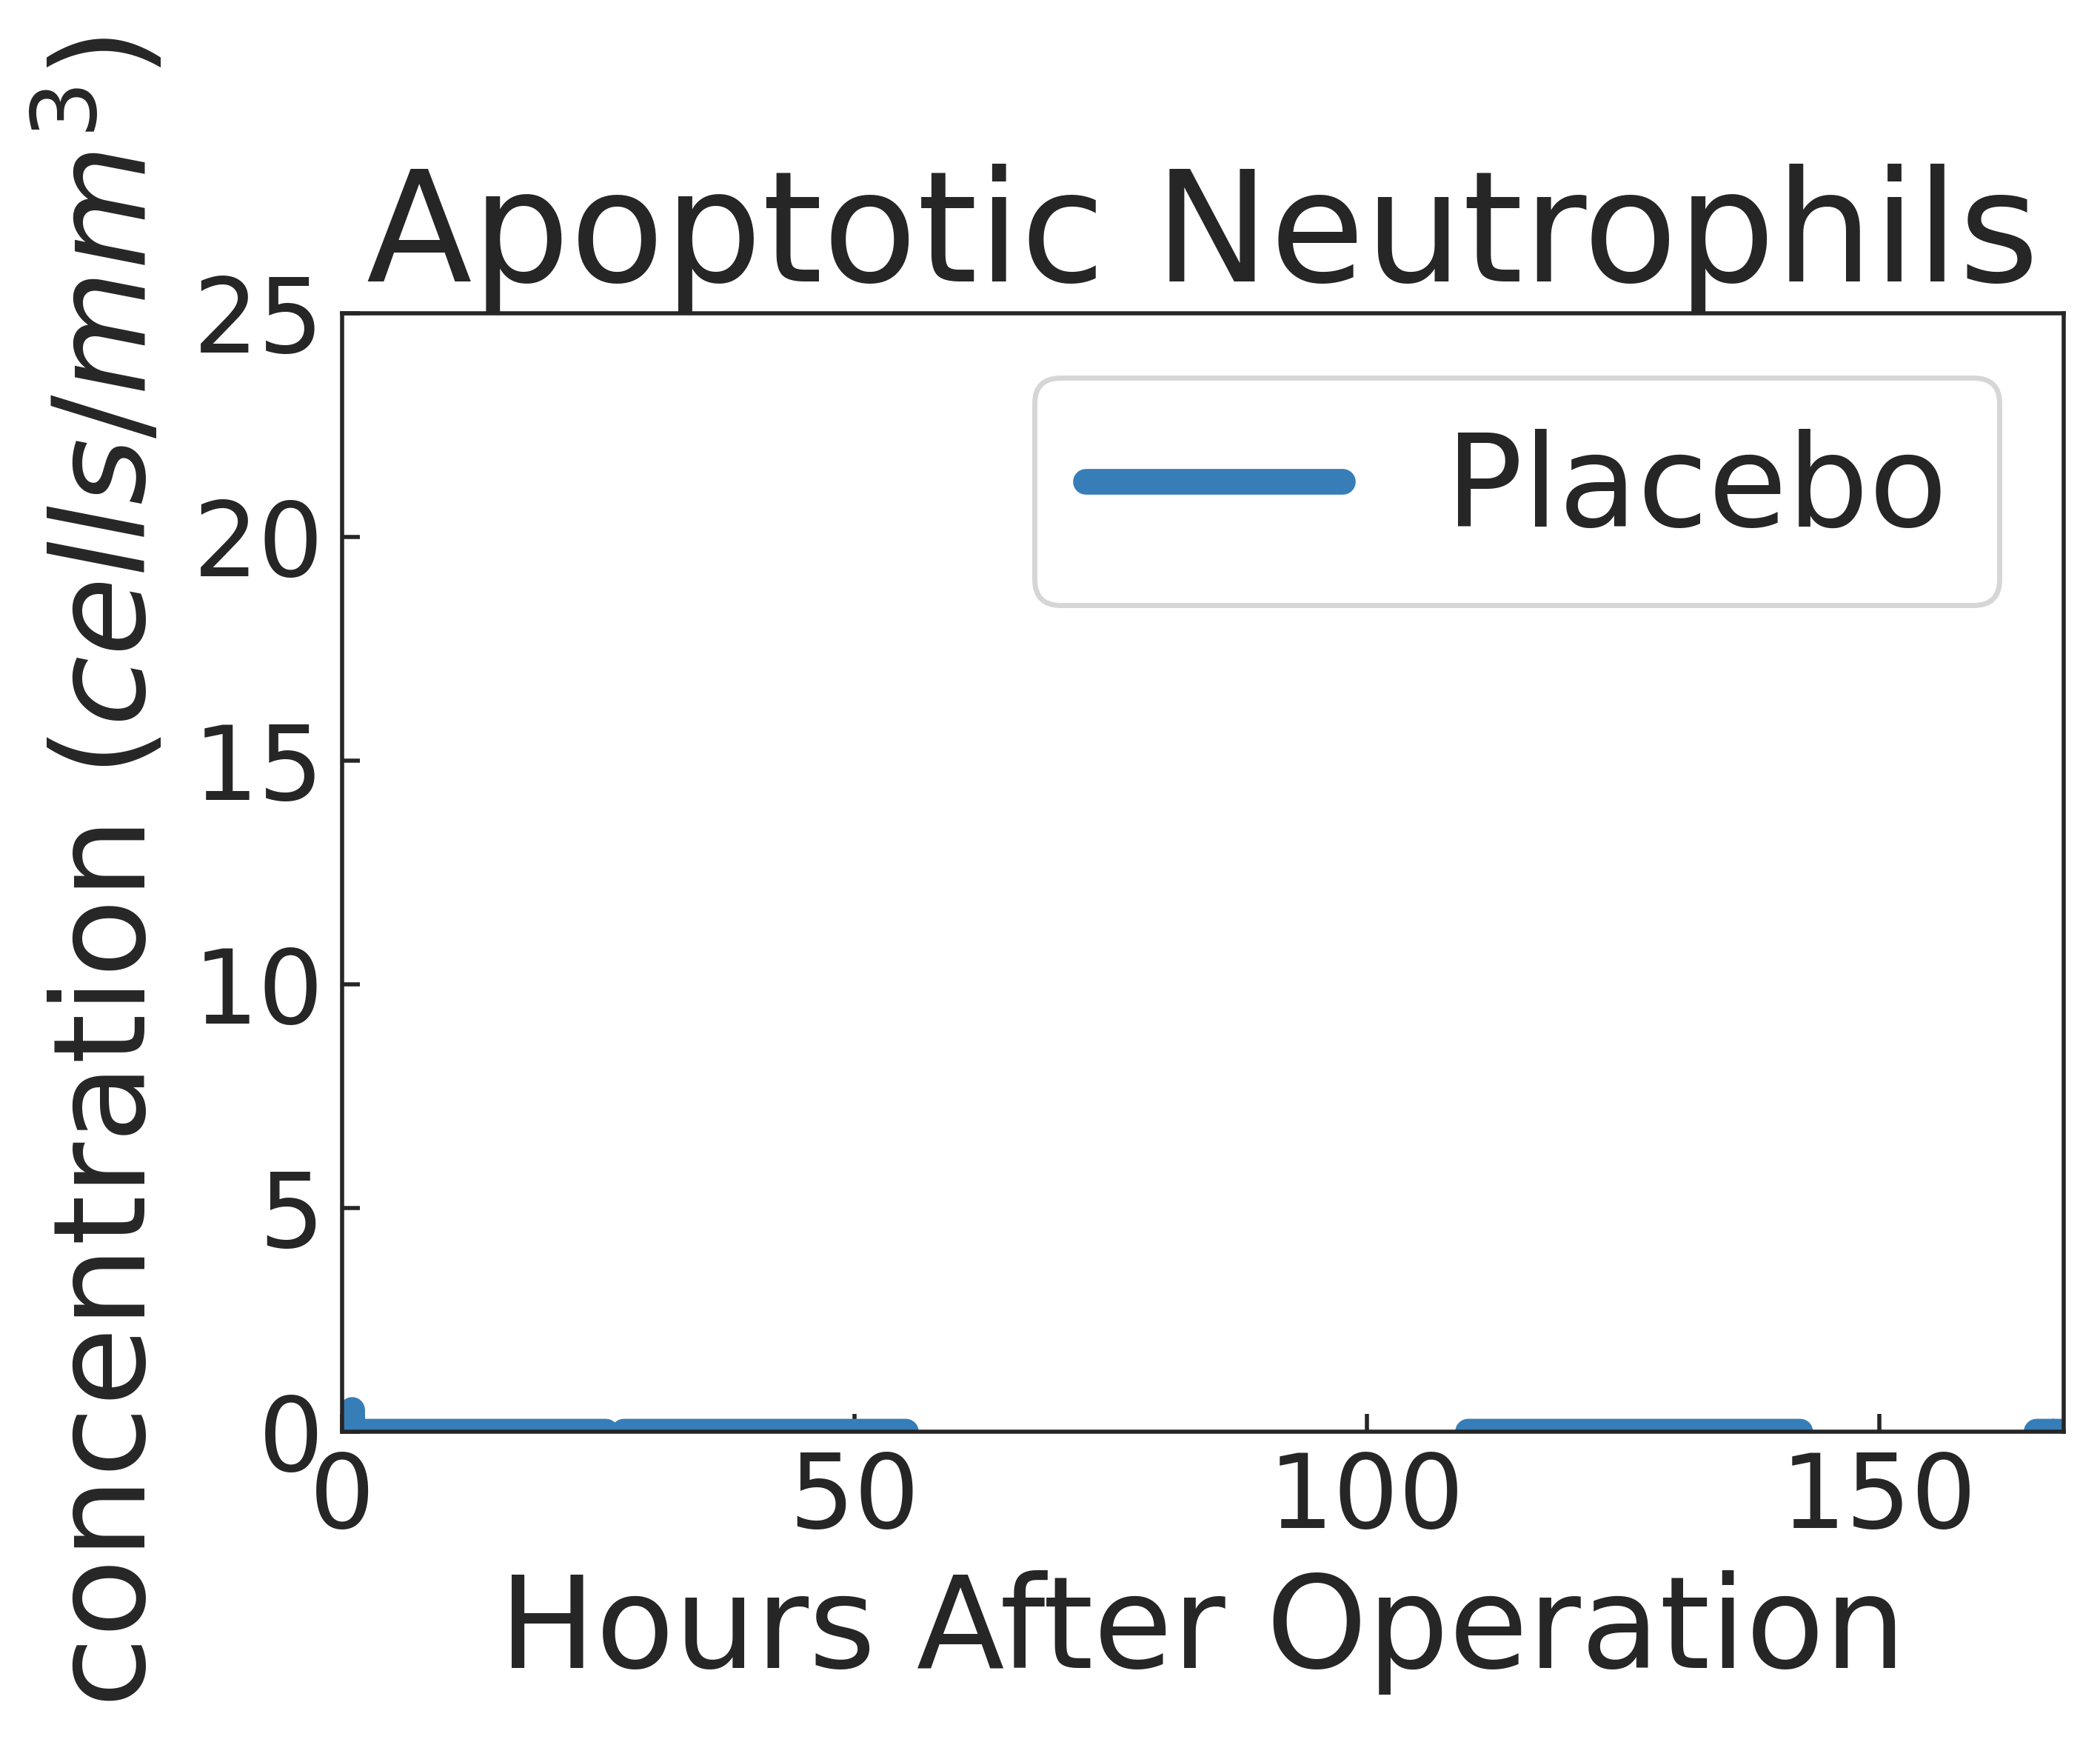 Apoptotic Neutrophils
concentration (cells/mm³)
25
20
15
10
5
0
Placebo
0 50 100 150
Hours After Operation